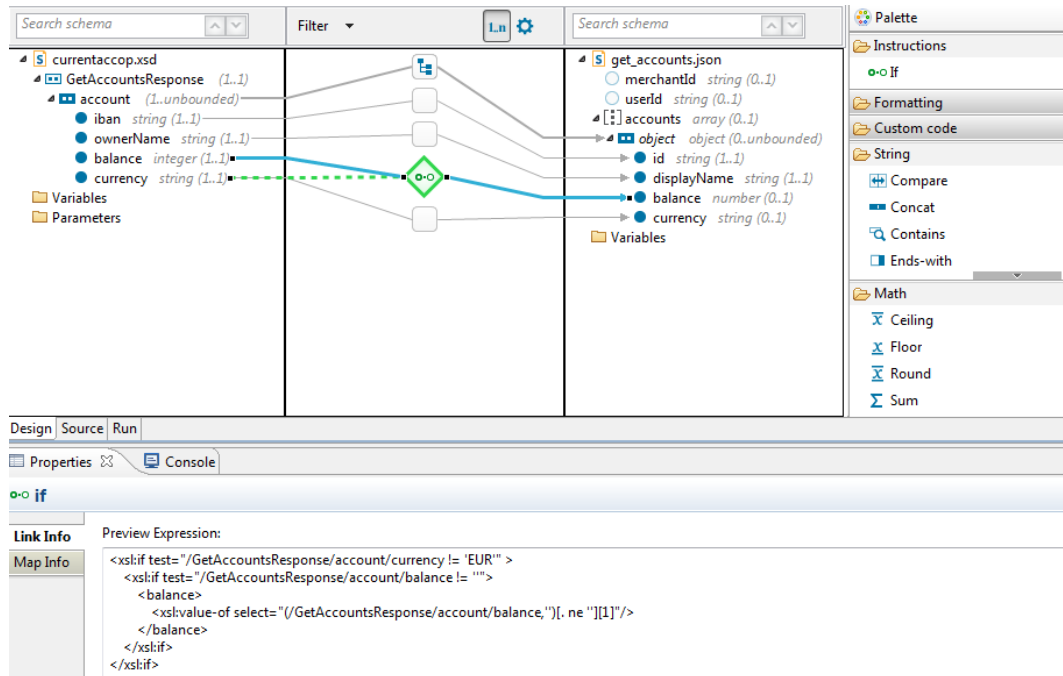 Search schema
Filter
1..n
Search schema
Palette
currentaccop.xsd
GetAccountsResponse (1..1)
account (1..unbounded)
iban string (1..1)
ownerName string (1..1)
balance integer (1..1)
currency string (1..1)
Variables
Parameters
get_accounts.json
merchantId string (0..1)
userId string (0..1)
accounts array (0..1)
object object (0..unbounded)
id string (1..1)
displayName string (1..1)
balance number (0..1)
currency string (0..1)
Variables
Instructions
If
Formatting
Custom code
String
Compare
Concat
Contains
Ends-with
Math
Ceiling
Floor
Round
Sum
Design Source Run
Properties Console
if
Link Info
Map Info
Preview Expression:
<xsl:if test="/GetAccountsResponse/account/currency != 'EUR'" >
<xsl:if test="/GetAccountsResponse/account/balance != ''">
<balance>
<xsl:value-of select="(/GetAccountsResponse/account/balance,'')[. ne ''][1]"/>
</balance>
</xsl:if>
</xsl:if>